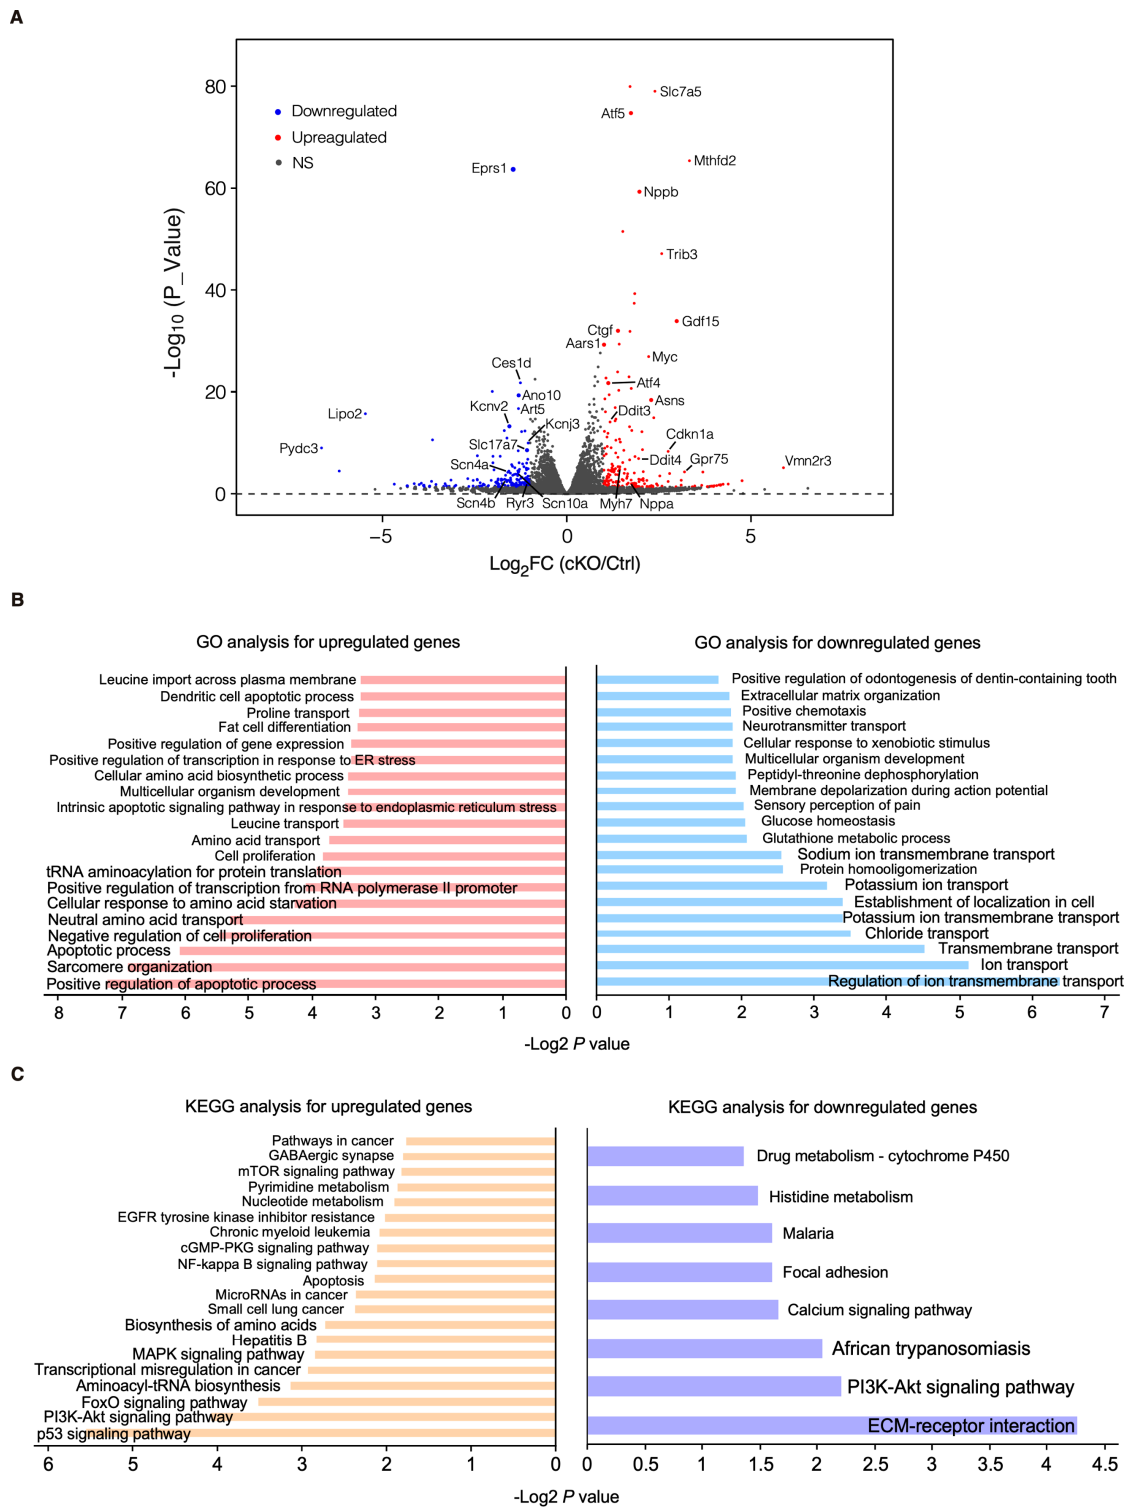 A
80
60
40
20
0
-Log10 (P_Value)
Downregulated
Upreagulated
NS
Slc7a5
Atf5
Mthfd2
Eprs1
Nppb
Trib3
Gdf15
Ctgf
Aars1
Myc
Ces1d
Atf4
Ano10
Asns
Lipo2
Kcnv2
Art5
Ddit3
Kcnj3
Cdkn1a
Pydc3
Slc17a7
Ddit4
Gpr75
Vmn2r3
Scn4a
Scn4b
Ryr3
Scn10a
Myh7
Nppa
−5
0
5
Log2FC (cKO/Ctrl)
B
GO analysis for upregulated genes
Leucine import across plasma membrane
Dendritic cell apoptotic process
Proline transport
Fat cell differentiation
Positive regulation of gene expression
Positive regulation of transcription in response to ER stress
Cellular amino acid biosynthetic process
Multicellular organism development
Intrinsic apoptotic signaling pathway in response to endoplasmic reticulum stress
Leucine transport
Amino acid transport
Cell proliferation
tRNA aminoacylation for protein translation
Positive regulation of transcription from RNA polymerase II promoter
Cellular response to amino acid starvation
Neutral amino acid transport
Negative regulation of cell proliferation
Apoptotic process
Sarcomere organization
Positive regulation of apoptotic process
8 7 6 5 4 3 2 1 0
GO analysis for downregulated genes
Positive regulation of odontogenesis of dentin-containing tooth
Extracellular matrix organization
Positive chemotaxis
Neurotransmitter transport
Cellular response to xenobiotic stimulus
Multicellular organism development
Peptidyl-threonine dephosphorylation
Membrane depolarization during action potential
Sensory perception of pain
Glucose homeostasis
Glutathione metabolic process
Sodium ion transmembrane transport
Protein homooligomerization
Potassium ion transport
Establishment of localization in cell
Potassium ion transmembrane transport
Chloride transport
Transmembrane transport
Ion transport
Regulation of ion transmembrane transport
0 1 2 3 4 5 6 7
-Log2 P value
C
KEGG analysis for upregulated genes
Pathways in cancer
GABAergic synapse
mTOR signaling pathway
Pyrimidine metabolism
Nucleotide metabolism
EGFR tyrosine kinase inhibitor resistance
Chronic myeloid leukemia
cGMP-PKG signaling pathway
NF-kappa B signaling pathway
Apoptosis
MicroRNAs in cancer
Small cell lung cancer
Biosynthesis of amino acids
Hepatitis B
MAPK signaling pathway
Transcriptional misregulation in cancer
Aminoacyl-tRNA biosynthesis
FoxO signaling pathway
PI3K-Akt signaling pathway
p53 signaling pathway
6 5 4 3 2 1 0
KEGG analysis for downregulated genes
Drug metabolism - cytochrome P450
Histidine metabolism
Malaria
Focal adhesion
Calcium signaling pathway
African trypanosomiasis
PI3K-Akt signaling pathway
ECM-receptor interaction
0 0.5 1 1.5 2 2.5 3 3.5 4 4.5
-Log2 P value